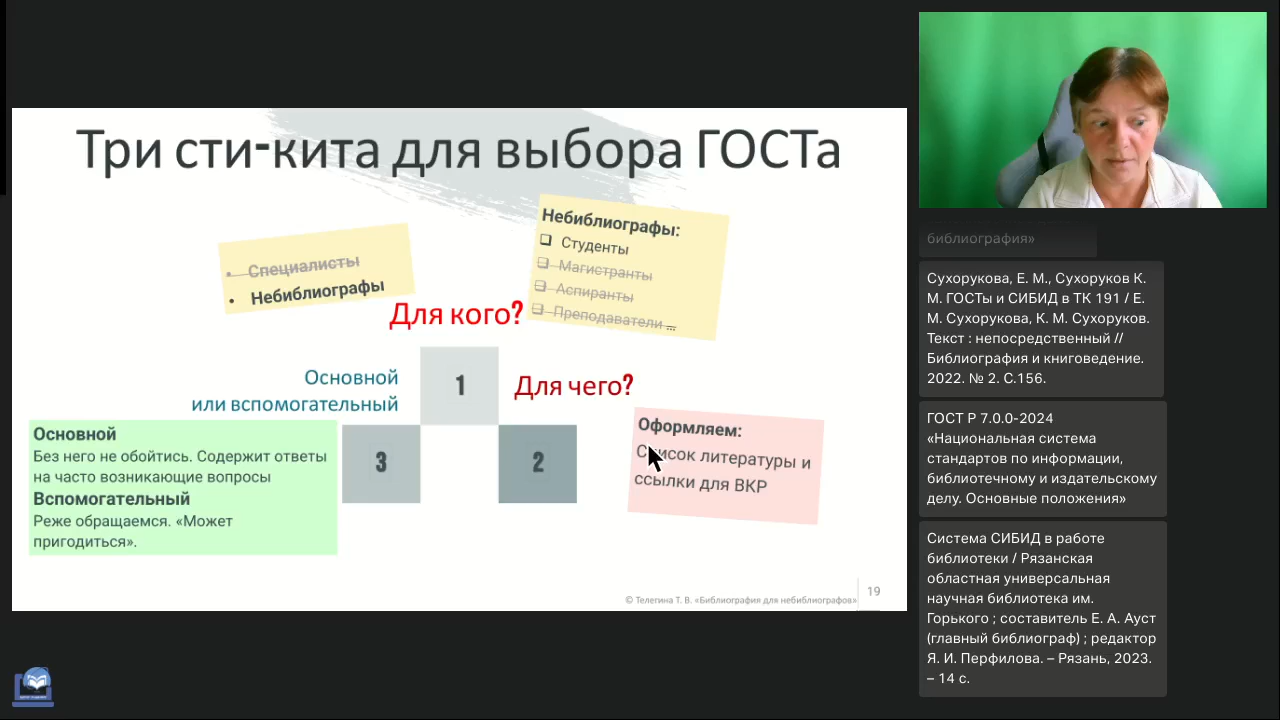 Три сти-кита для выбора ГОСТа
• Специалисты
• Небиблиографы
Небиблиографы:
❑ Студенты
❑ Магистранты
❑ Аспиранты
❑ Преподаватели ...
Для кого?
1
Для чего?
Основной
или вспомогательный
Основной
Без него не обойтись. Содержит ответы
на часто возникающие вопросы
Вспомогательный
Реже обращаемся. «Может
пригодиться».
3
2
Оформляем:
Список литературы и
ссылки для ВКР
© Телегина Т. В. «Библиография для небиблиографов»
19
библиография»
Сухорукова, Е. М., Сухоруков К.
М. ГОСТы и СИБИД в ТК 191 / Е.
М. Сухорукова, К. М. Сухоруков.
Текст : непосредственный //
Библиография и книговедение.
2022. № 2. С.156.
ГОСТ Р 7.0.0-2024
«Национальная система
стандартов по информации,
библиотечному и издательскому
делу. Основные положения»
Система СИБИД в работе
библиотеки / Рязанская
областная универсальная
научная библиотека им.
Горького ; составитель Е. А. Ауст
(главный библиограф) ; редактор
Я. И. Перфилова. – Рязань, 2023.
– 14 с.